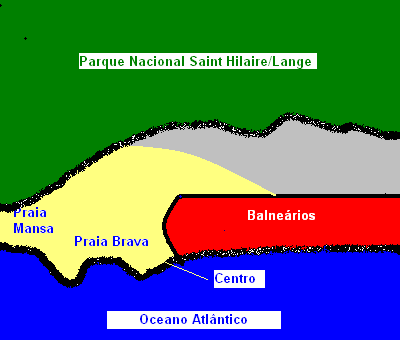 Parque Nacional Saint Hilaire/Lange
Praia
Mansa
Balneários
Praia Brava
Centro
Oceano Atlântico